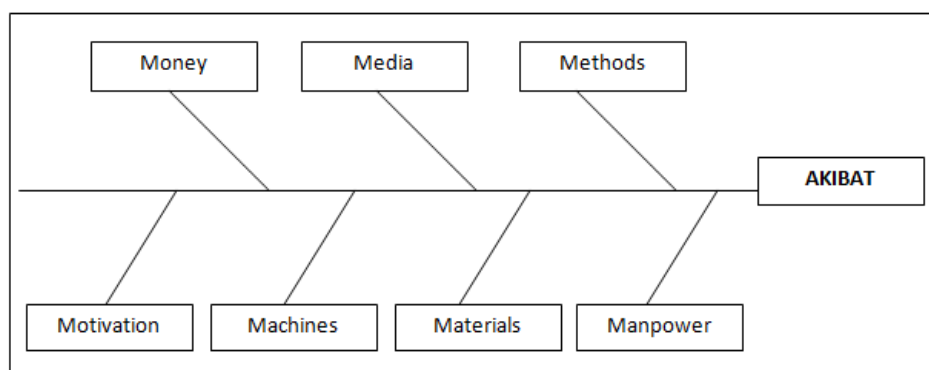 Money
Media
Methods
AKIBAT
Motivation
Machines
Materials
Manpower